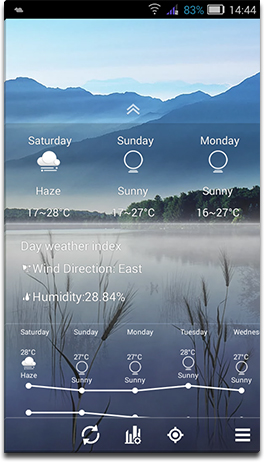 83% 14:44
Saturday Sunday Monday
Haze Sunny Sunny
17~28°C 17~27°C 16~27°C
Day weather index
Wind Direction: East
Humidity:28.84%
Saturday Sunday Monday Tuesday Wednes
28°C 27°C 27°C 28°C 27°C
Haze Sunny Sunny Sunny Sunny